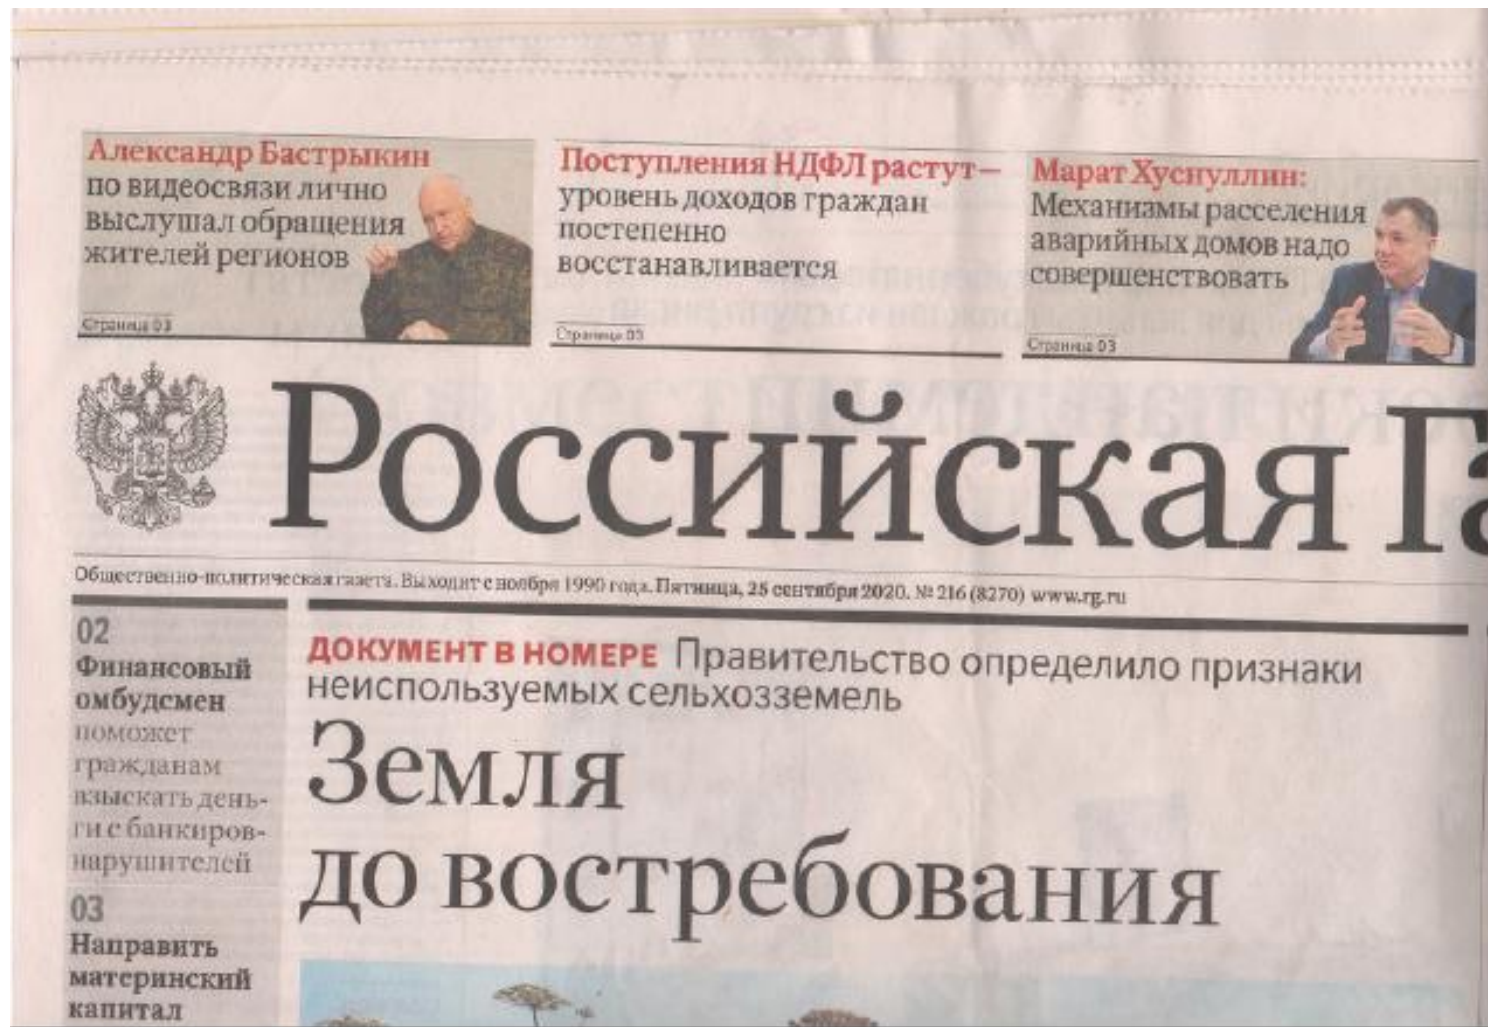 Александр Бастрыкин
по видеосвязи лично
выслушал обращения
жителей регионов
Страница 03
Поступления НДФЛ растут—
уровень доходов граждан
постепенно
восстанавливается
Страница 03
Марат Хуснуллин:
Механизмы расселения
аварийных домов надо
совершенствовать
Страница 03
Российская Га
Общественно-политическая газета. Выходит с ноября 1990 года. Пятница, 25 сентября 2020. № 216 (8270) www.rg.ru
02
Финансовый
омбудсмен
поможет
гражданам
взыскать день-
ги с банкиров-
нарушителей
03
Направить
материнский
капитал
ДОКУМЕНТ В НОМЕРЕ Правительство определило признаки
неиспользуемых сельхозземель
Земля
до востребования